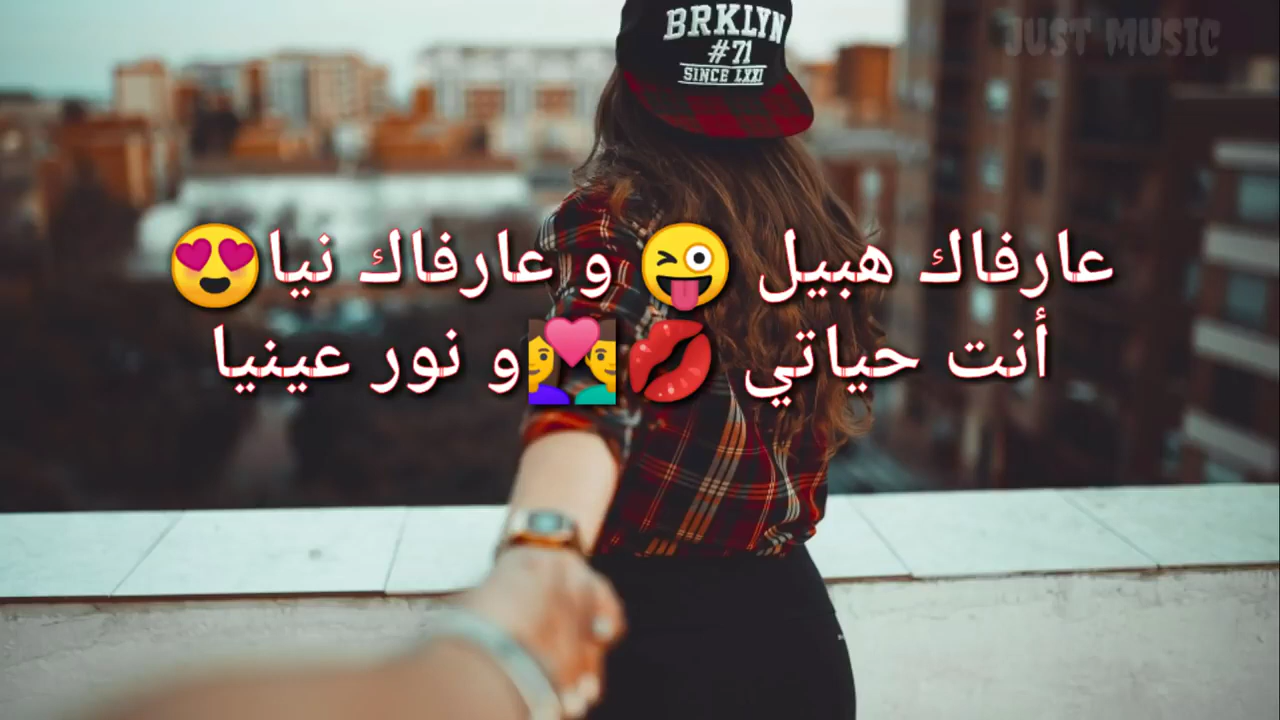 BRKLYN
#71
SINCE LXXI
JUST MUSIC
عارفاك هبيل 😜 و عارفاك نيا😍
أنت حياتي 💋💑و نور عينيا